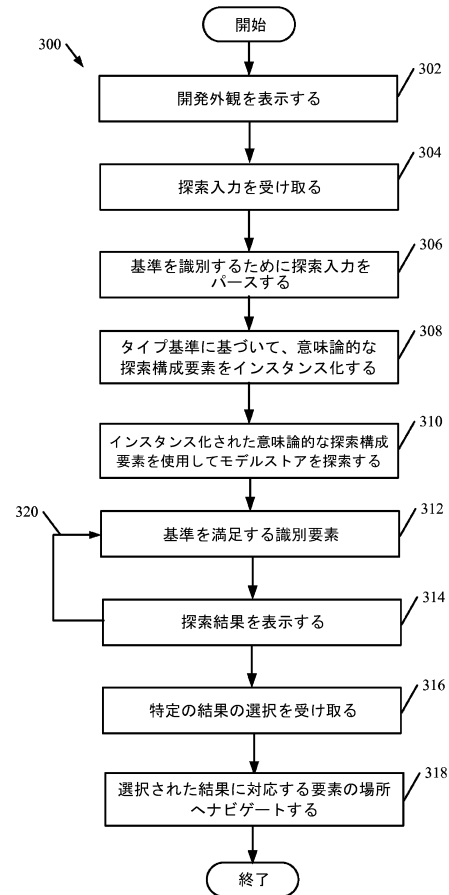 開始
300
302
開発外観を表示する
304
探索入力を受け取る
306
基準を識別するために探索入力を
パースする
308
タイプ基準に基づいて、意味論的な
探索構成要素をインスタンス化する
310
インスタンス化された意味論的な探索構成
要素を使用してモデルストアを探索する
320
312
基準を満足する識別要素
314
探索結果を表示する
316
特定の結果の選択を受け取る
318
選択された結果に対応する要素の場所
へナビゲートする
終了